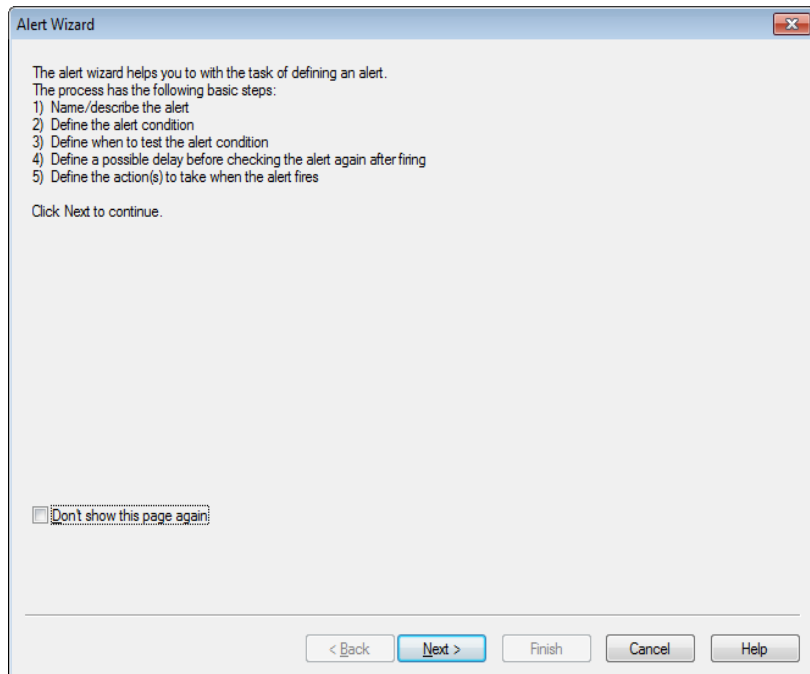 Alert Wizard
The alert wizard helps you to with the task of defining an alert.
The process has the following basic steps:
1) Name/describe the alert
2) Define the alert condition
3) Define when to test the alert condition
4) Define a possible delay before checking the alert again after firing
5) Define the action(s) to take when the alert fires
Click Next to continue.
Don't show this page again
< Back Next > Finish Cancel Help